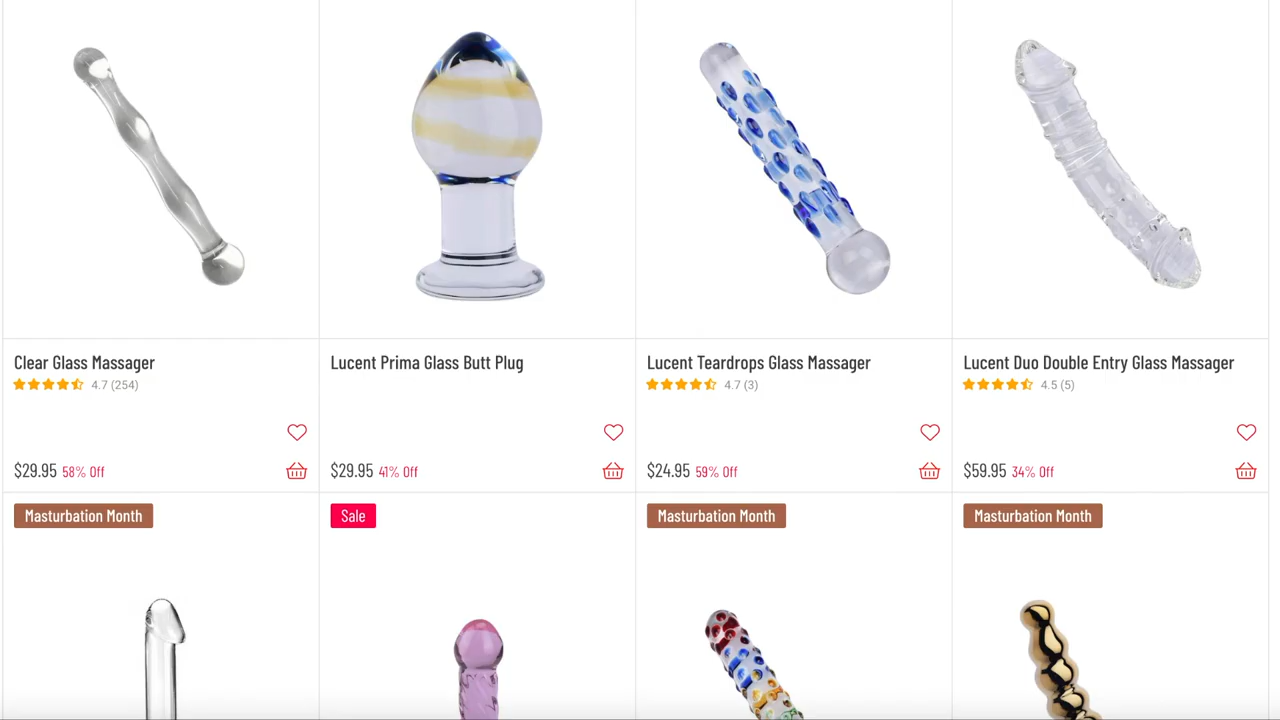 Clear Glass Massager
4.7 (254)
$29.95 58% Off
Lucent Prima Glass Butt Plug
$29.95 41% Off
Lucent Teardrops Glass Massager
4.7 (3)
$24.95 59% Off
Lucent Duo Double Entry Glass Massager
4.5 (5)
$59.95 34% Off
Masturbation Month
Sale
Masturbation Month
Masturbation Month